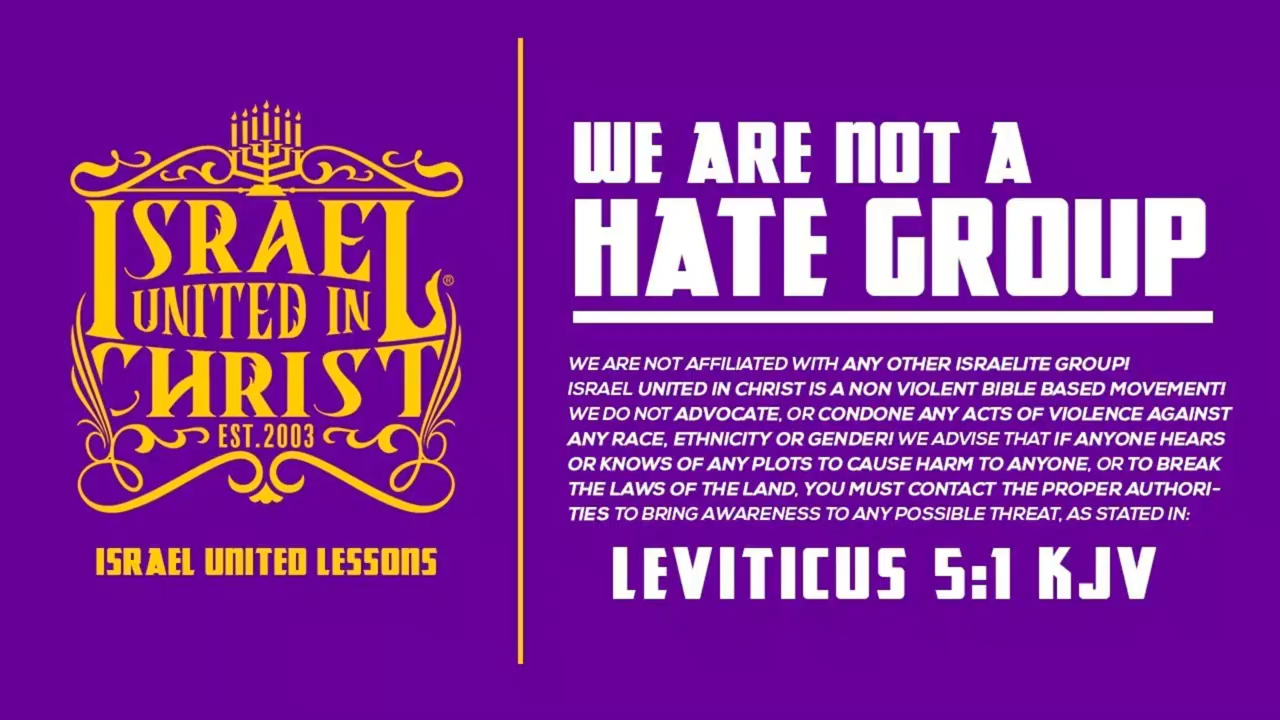 ISRAEL
UNITED IN
CHRIST
EST.2003
ISRAEL UNITED LESSONS
WE ARE NOT A
HATE GROUP
WE ARE NOT AFFILIATED WITH ANY OTHER ISRAELITE GROUP!
ISRAEL UNITED IN CHRIST IS A NON VIOLENT BIBLE BASED MOVEMENT!
WE DO NOT ADVOCATE, OR CONDONE ANY ACTS OF VIOLENCE AGAINST
ANY RACE, ETHNICITY OR GENDER! WE ADVISE THAT IF ANYONE HEARS
OR KNOWS OF ANY PLOTS TO CAUSE HARM TO ANYONE, OR TO BREAK
THE LAWS OF THE LAND, YOU MUST CONTACT THE PROPER AUTHORI-
TIES TO BRING AWARENESS TO ANY POSSIBLE THREAT, AS STATED IN:
LEVITICUS 5:1 KJV